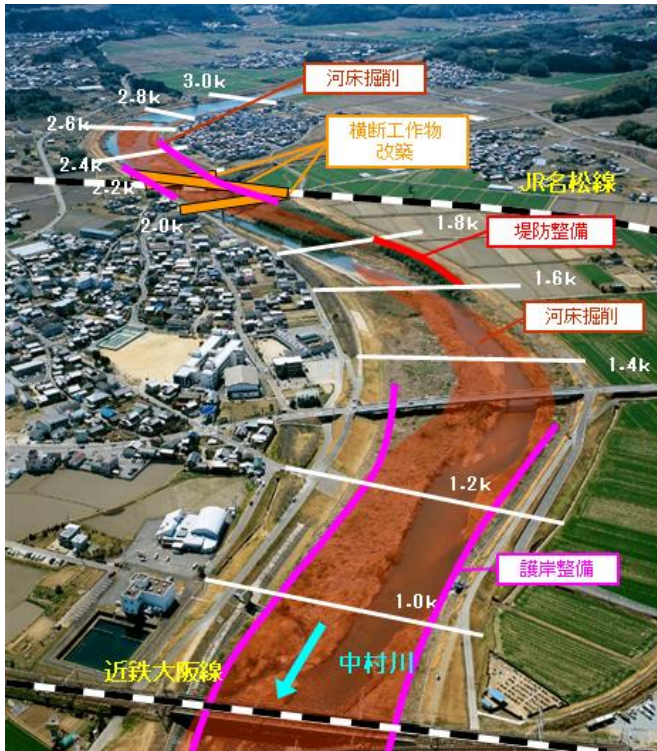 河床掘削
3.0k
2.8k
2.6k
横断工作物
改築
2.4k
2.2k
JR名松線
2.0k
1.8k
堤防整備
1.6k
河床掘削
1.4k
1.2k
護岸整備
1.0k
近鉄大阪線
中村川